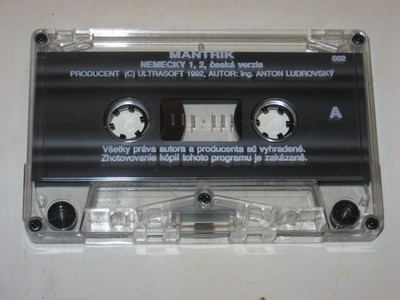 MANTRIK
NEMECKY 1, 2, česká verzia
002
PRODUCENT (C) ULTRASOFT 1992, AUTOR: Ing. ANTON LUDROVSKÝ
A
Všetky práva autora a producenta sú vyhradené.
Zhotovovanie kópií tohoto programu je zakázané.